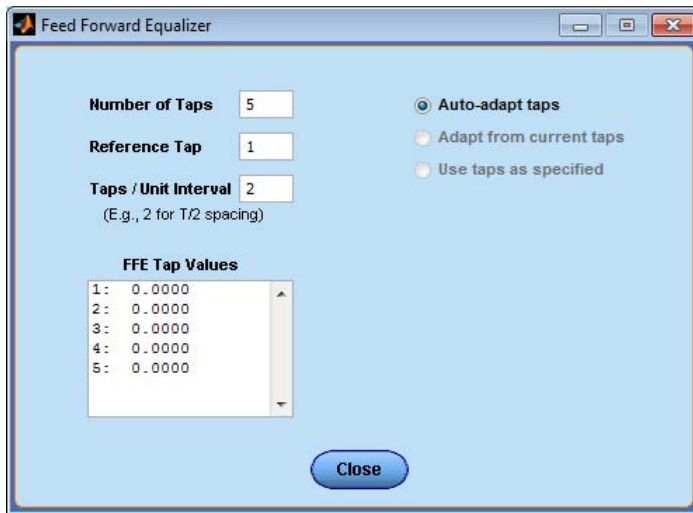 Feed Forward Equalizer
Number of Taps 5
Reference Tap 1
Taps / Unit Interval 2
(E.g., 2 for T/2 spacing)
Auto-adapt taps
Adapt from current taps
Use taps as specified
FFE Tap Values
1: 0.0000
2: 0.0000
3: 0.0000
4: 0.0000
5: 0.0000
Close